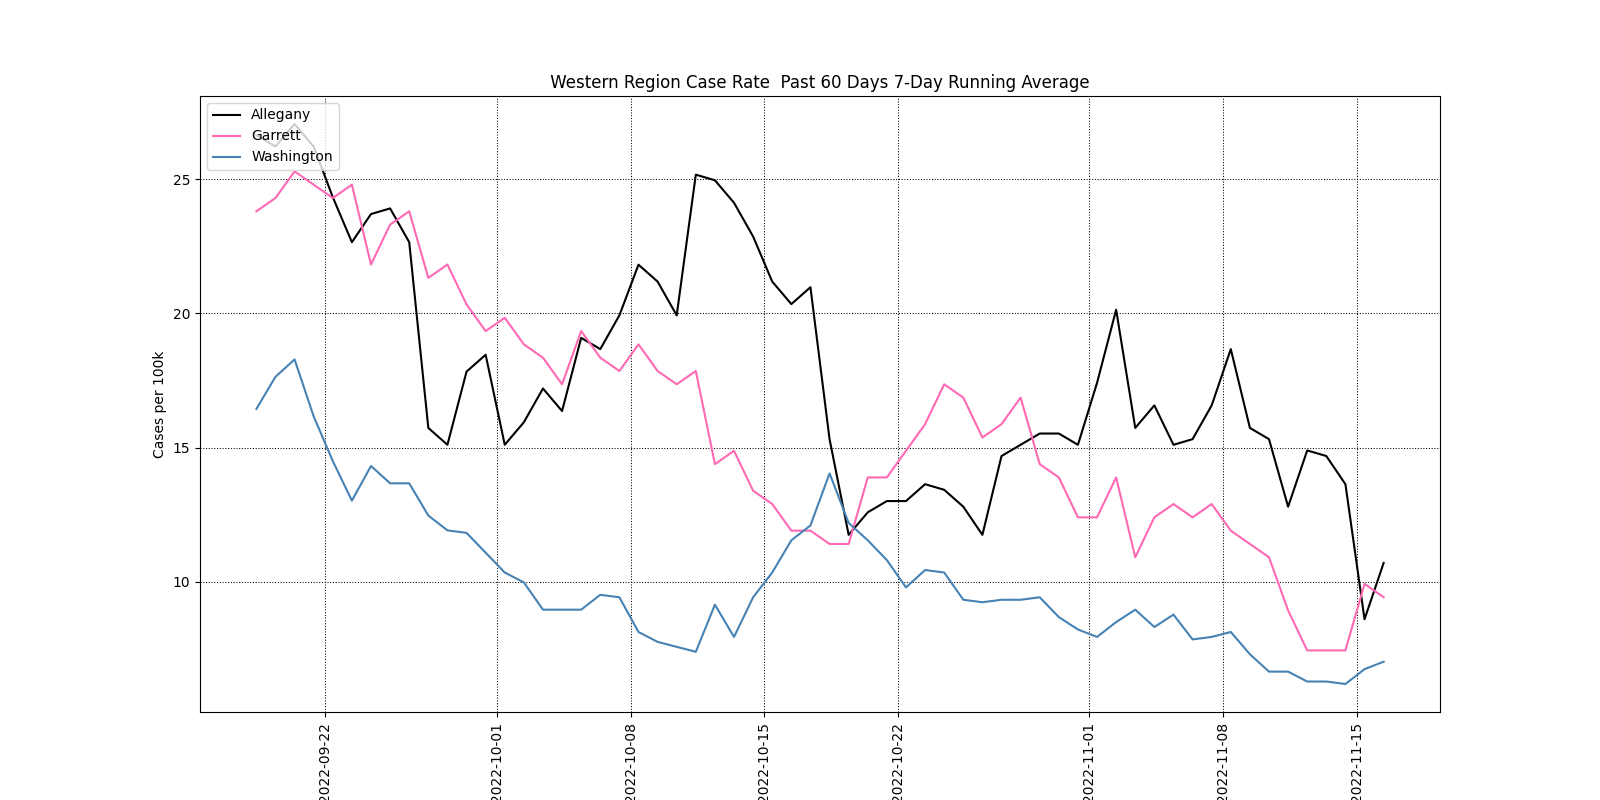 Western Region Case Rate  Past 60 Days 7-Day Running Average
Allegany
Garrett
Washington
Cases per 100k
25
20
15
10
2022-09-22
2022-10-01
2022-10-08
2022-10-15
2022-10-22
2022-11-01
2022-11-08
2022-11-15